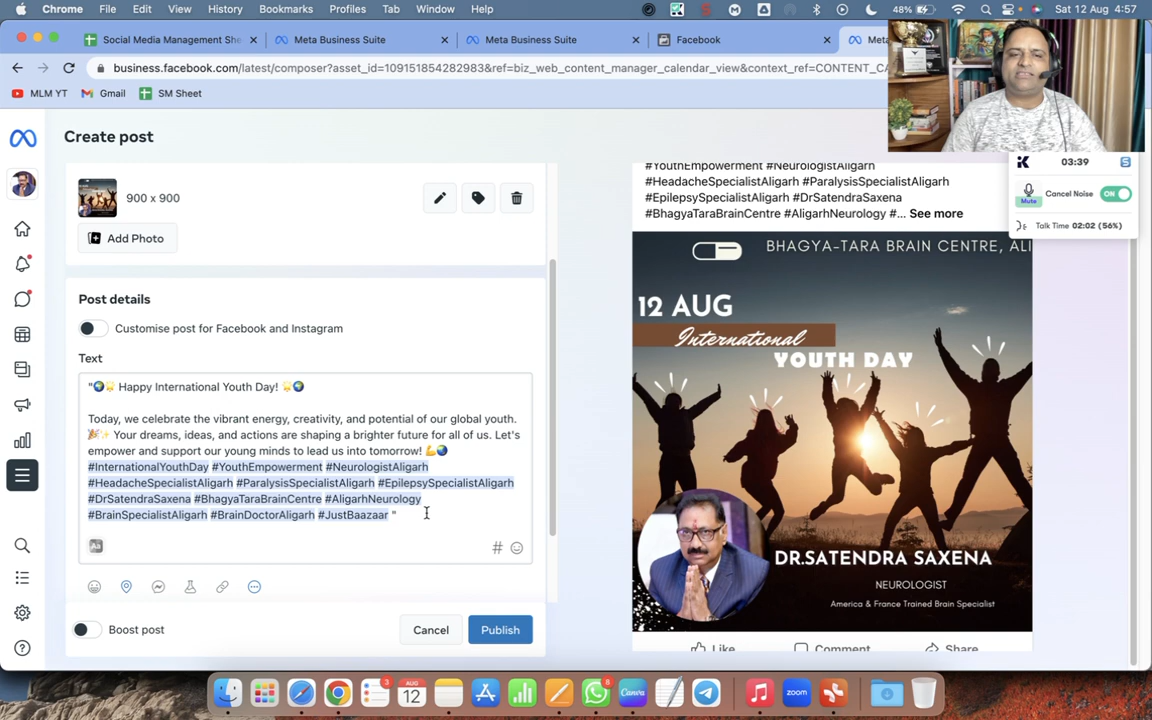 Chrome File Edit View History Bookmarks Profiles Tab Window Help
48% Sat 12 Aug 4:57
Social Media Management She
Meta Business Suite
Meta Business Suite
Facebook
Meta
business.facebook.com/latest/composer?asset_id=109151854282983&ref=biz_web_content_manager_calendar_view&context_ref=CONTENT_CA
MLM YT Gmail SM Sheet
03:39
Mute Cancel Noise ON
Talk Time 02:02 (56%)
Create post
900 x 900
Add Photo
Post details
Customise post for Facebook and Instagram
Text
"🌍🌟 Happy International Youth Day! 🌟🌍
Today, we celebrate the vibrant energy, creativity, and potential of our global youth.
🎉✨ Your dreams, ideas, and actions are shaping a brighter future for all of us. Let's
empower and support our young minds to lead us into tomorrow! 💪🌍
#InternationalYouthDay #YouthEmpowerment #NeurologistAligarh
#HeadacheSpecialistAligarh #ParalysisSpecialistAligarh #EpilepsySpecialistAligarh
#DrSatendraSaxena #BhagyaTaraBrainCentre #AligarhNeurology
#BrainSpecialistAligarh #BrainDoctorAligarh #JustBaazaar "
Boost post
Cancel
Publish
#YouthEmpowerment #NeurologistAligarh
#HeadacheSpecialistAligarh #ParalysisSpecialistAligarh
#EpilepsySpecialistAligarh #DrSatendraSaxena
#BhagyaTaraBrainCentre #AligarhNeurology #... See more
BHAGYA-TARA BRAIN CENTRE, ALI
12 AUG
International
YOUTH DAY
DR.SATENDRA SAXENA
NEUROLOGIST
America & France Trained Brain Specialist
Like Comment Share
3
AUG
12
8
Canva
zoom